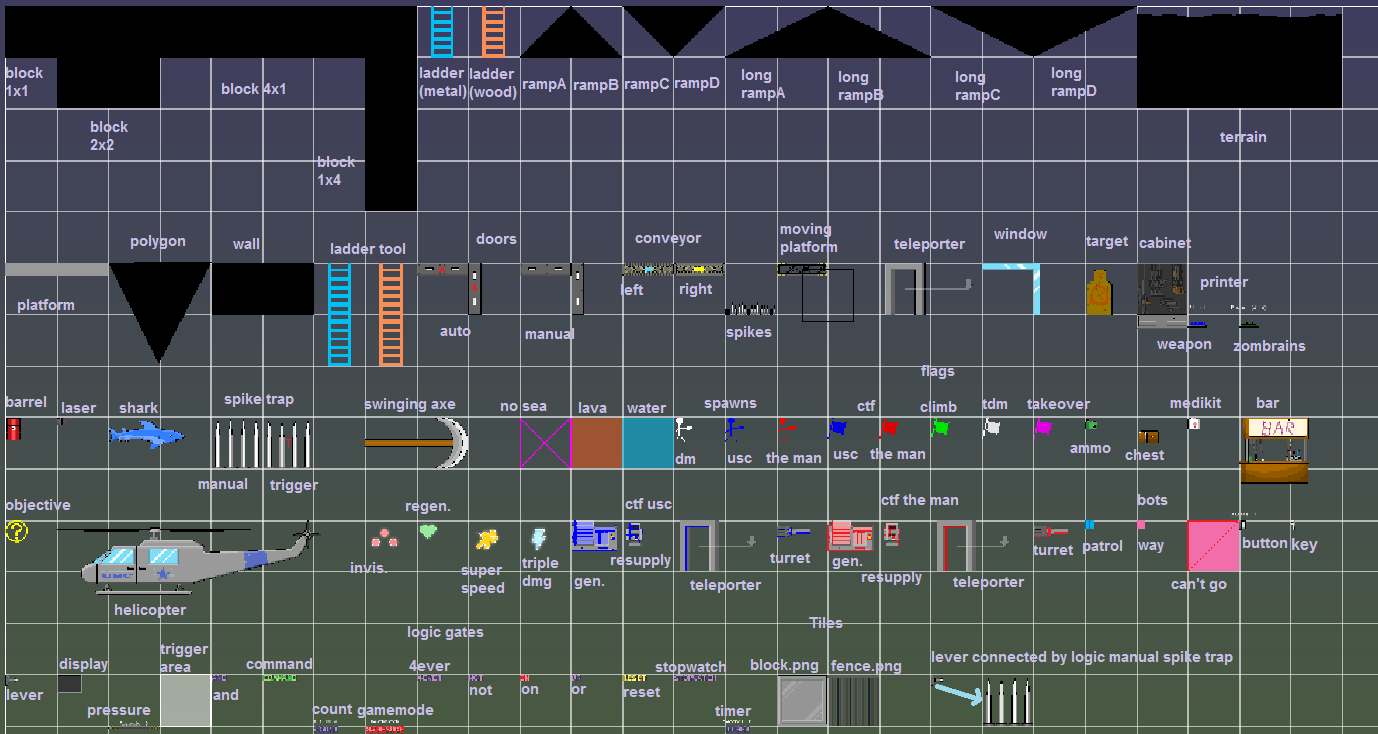 block
1x1
block
2x2
block 4x1
block
1x4
ladder
(metal)
ladder
(wood)
rampA
rampB
rampC
rampD
long
rampA
long
rampB
long
rampC
long
rampD
terrain
polygon
wall
ladder tool
doors
conveyor
moving
platform
teleporter
window
target
cabinet
platform
auto
manual
left
right
spikes
printer
weapon
zombrains
flags
barrel
laser
shark
spike trap
swinging axe
no sea
lava
water
spawns
ctf
climb
tdm
takeover
medikit
bar
BAR
manual
trigger
dm
usc
the man
usc
the man
ammo
chest
objective
regen.
ctf usc
ctf the man
bots
helicopter
invis.
super
speed
triple
dmg
gen.
resupply
teleporter
turret
gen.
resupply
teleporter
turret
patrol
way
can't go
button
key
logic gates
Tiles
display
trigger
area
command
4ever
stopwatch
block.png
fence.png
lever connected by logic manual spike trap
lever
pressure
and
COMMAND
count
gamemode
not
on
or
RESET
reset
STOPWATCH
timer